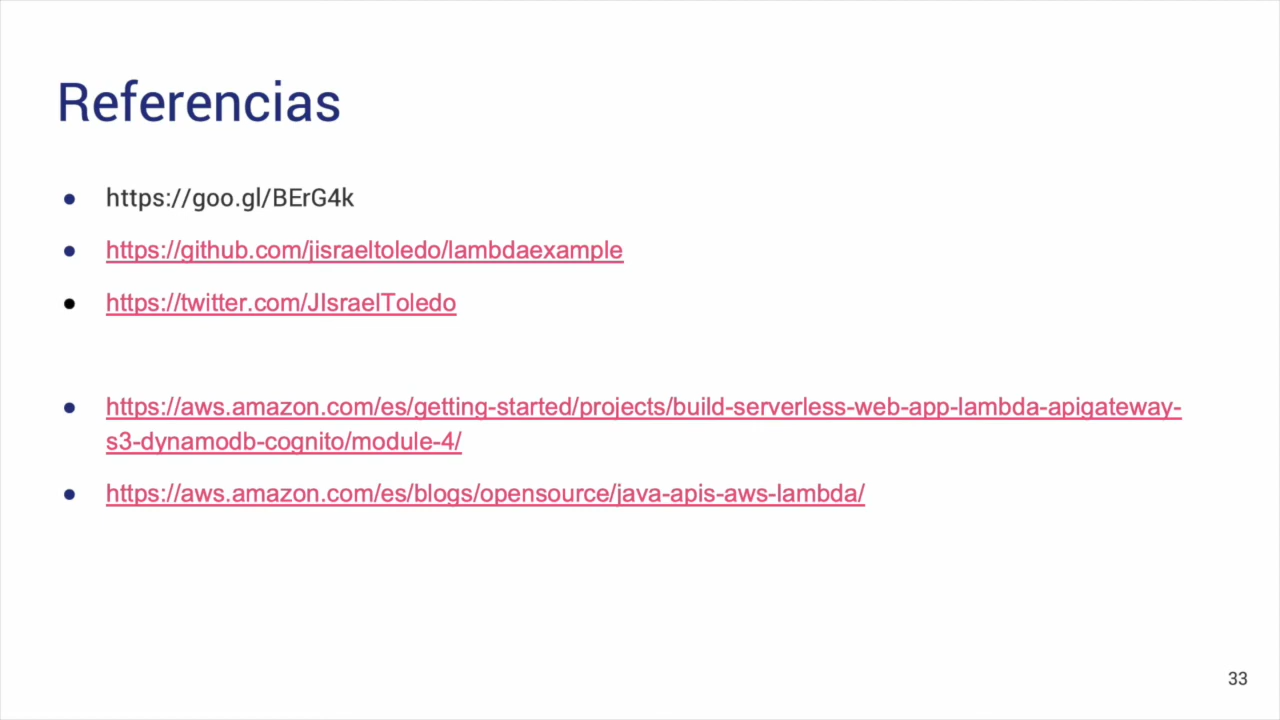 Referencias
● https://goo.gl/BErG4k
● https://github.com/jisraeltoledo/lambdaexample
● https://twitter.com/JIsraelToledo
● https://aws.amazon.com/es/getting-started/projects/build-serverless-web-app-lambda-apigateway-
s3-dynamodb-cognito/module-4/
● https://aws.amazon.com/es/blogs/opensource/java-apis-aws-lambda/
33